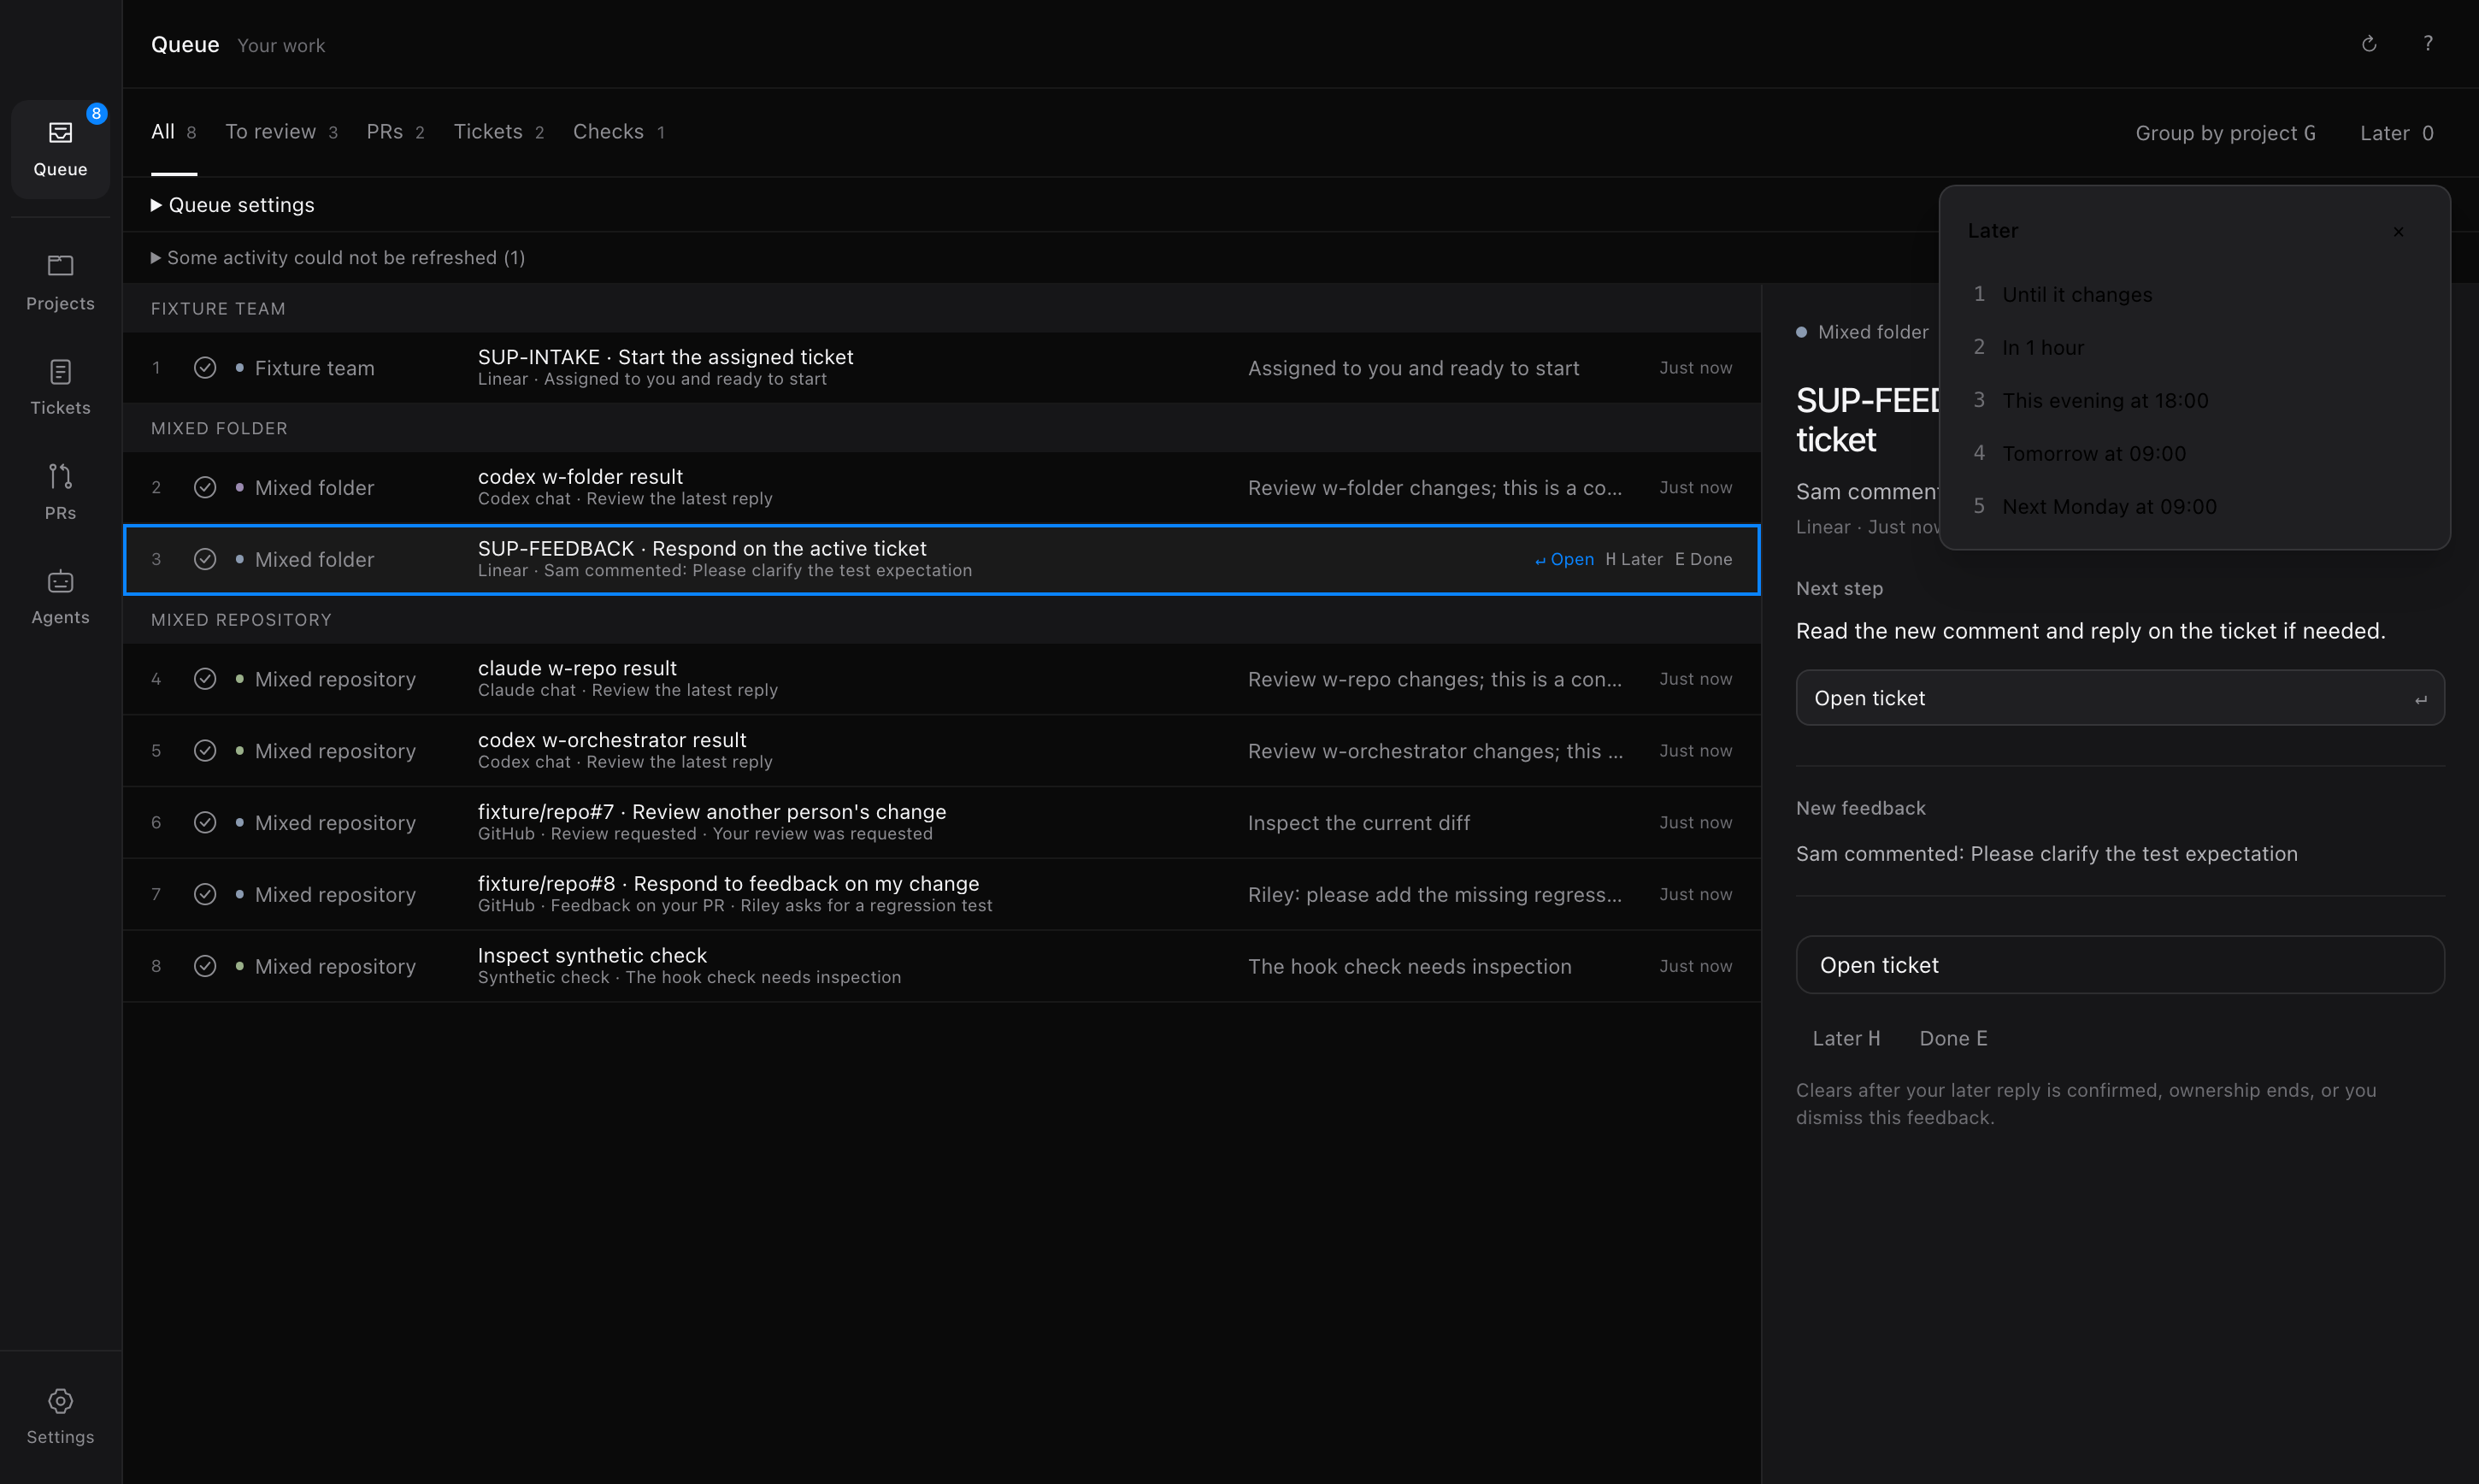 Queue Your work ?
8
Queue
Projects
Tickets
PRs
Agents
Settings
All 8 To review 3 PRs 2 Tickets 2 Checks 1 Group by project G Later 0
Queue settings
Some activity could not be refreshed (1)
FIXTURE TEAM
1 Fixture team SUP-INTAKE · Start the assigned ticket Assigned to you and ready to start Just now
Linear · Assigned to you and ready to start
MIXED FOLDER
2 Mixed folder codex w-folder result Review w-folder changes; this is a co... Just now
Codex chat · Review the latest reply
3 Mixed folder SUP-FEEDBACK · Respond on the active ticket ↵ Open H Later E Done
Linear · Sam commented: Please clarify the test expectation
MIXED REPOSITORY
4 Mixed repository claude w-repo result Review w-repo changes; this is a con... Just now
Claude chat · Review the latest reply
5 Mixed repository codex w-orchestrator result Review w-orchestrator changes; this ... Just now
Codex chat · Review the latest reply
6 Mixed repository fixture/repo#7 · Review another person's change Inspect the current diff Just now
GitHub · Review requested · Your review was requested
7 Mixed repository fixture/repo#8 · Respond to feedback on my change Riley: please add the missing regress... Just now
GitHub · Feedback on your PR · Riley asks for a regression test
8 Mixed repository Inspect synthetic check The hook check needs inspection Just now
Synthetic check · The hook check needs inspection
Later ×
1 Until it changes
2 In 1 hour
3 This evening at 18:00
4 Tomorrow at 09:00
5 Next Monday at 09:00
Mixed folder
SUP-FEED
ticket
Sam comment
Linear · Just now
Next step
Read the new comment and reply on the ticket if needed.
Open ticket ↵
New feedback
Sam commented: Please clarify the test expectation
Open ticket
Later H Done E
Clears after your later reply is confirmed, ownership ends, or you
dismiss this feedback.